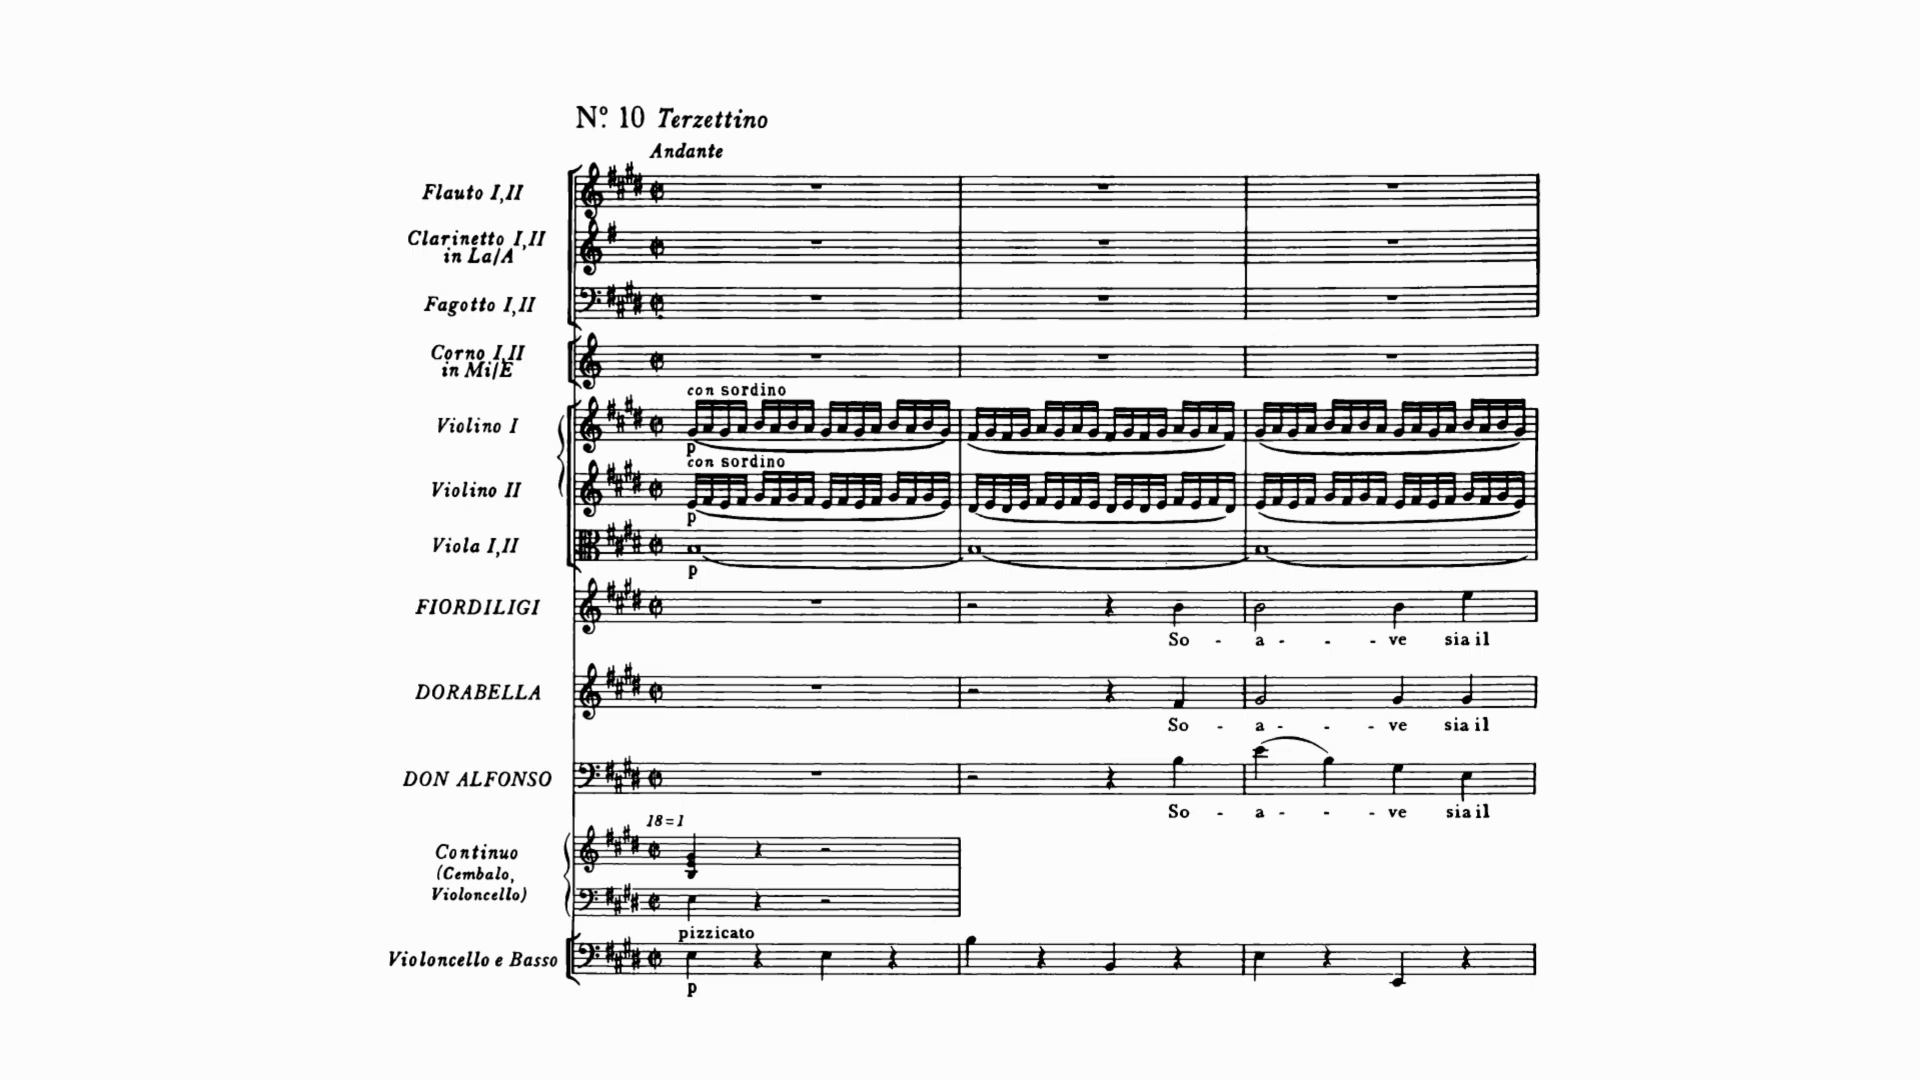 Nº. 10 Terzettino
Andante
Flauto I,II
Clarinetto I,II
in La/A
Fagotto I,II
Corno I,II
in Mi/E
con sordino
Violino I
p
con sordino
Violino II
p
Viola I,II
p
FIORDILIGI
So - a - - - ve sia il
DORABELLA
So - a - - - ve sia il
DON ALFONSO
So - a - - - ve sia il
18=1
Continuo
(Cembalo,
Violoncello)
pizzicato
Violoncello e Basso
p